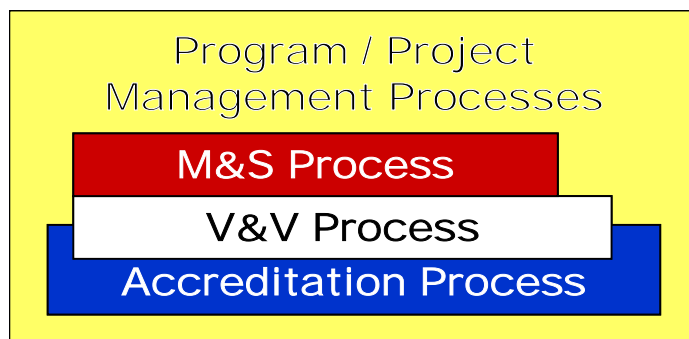 Program / Project
Management Processes
M&S Process
V&V Process
Accreditation Process